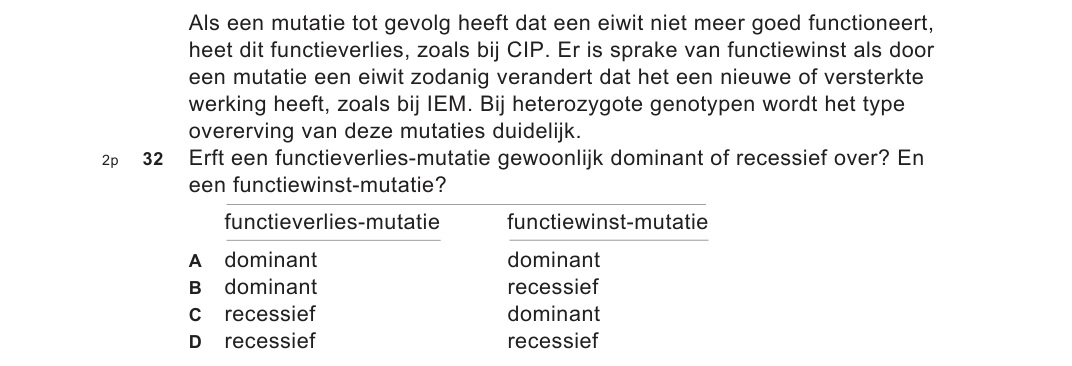 Als een mutatie tot gevolg heeft dat een eiwit niet meer goed functioneert,
heet dit functieverlies, zoals bij CIP. Er is sprake van functiewinst als door
een mutatie een eiwit zodanig verandert dat het een nieuwe of versterkte
werking heeft, zoals bij IEM. Bij heterozygote genotypen wordt het type
overerving van deze mutaties duidelijk.
2p 32 Erft een functieverlies-mutatie gewoonlijk dominant of recessief over? En
een functiewinst-mutatie?
functieverlies-mutatie functiewinst-mutatie
A dominant dominant
B dominant recessief
C recessief dominant
D recessief recessief